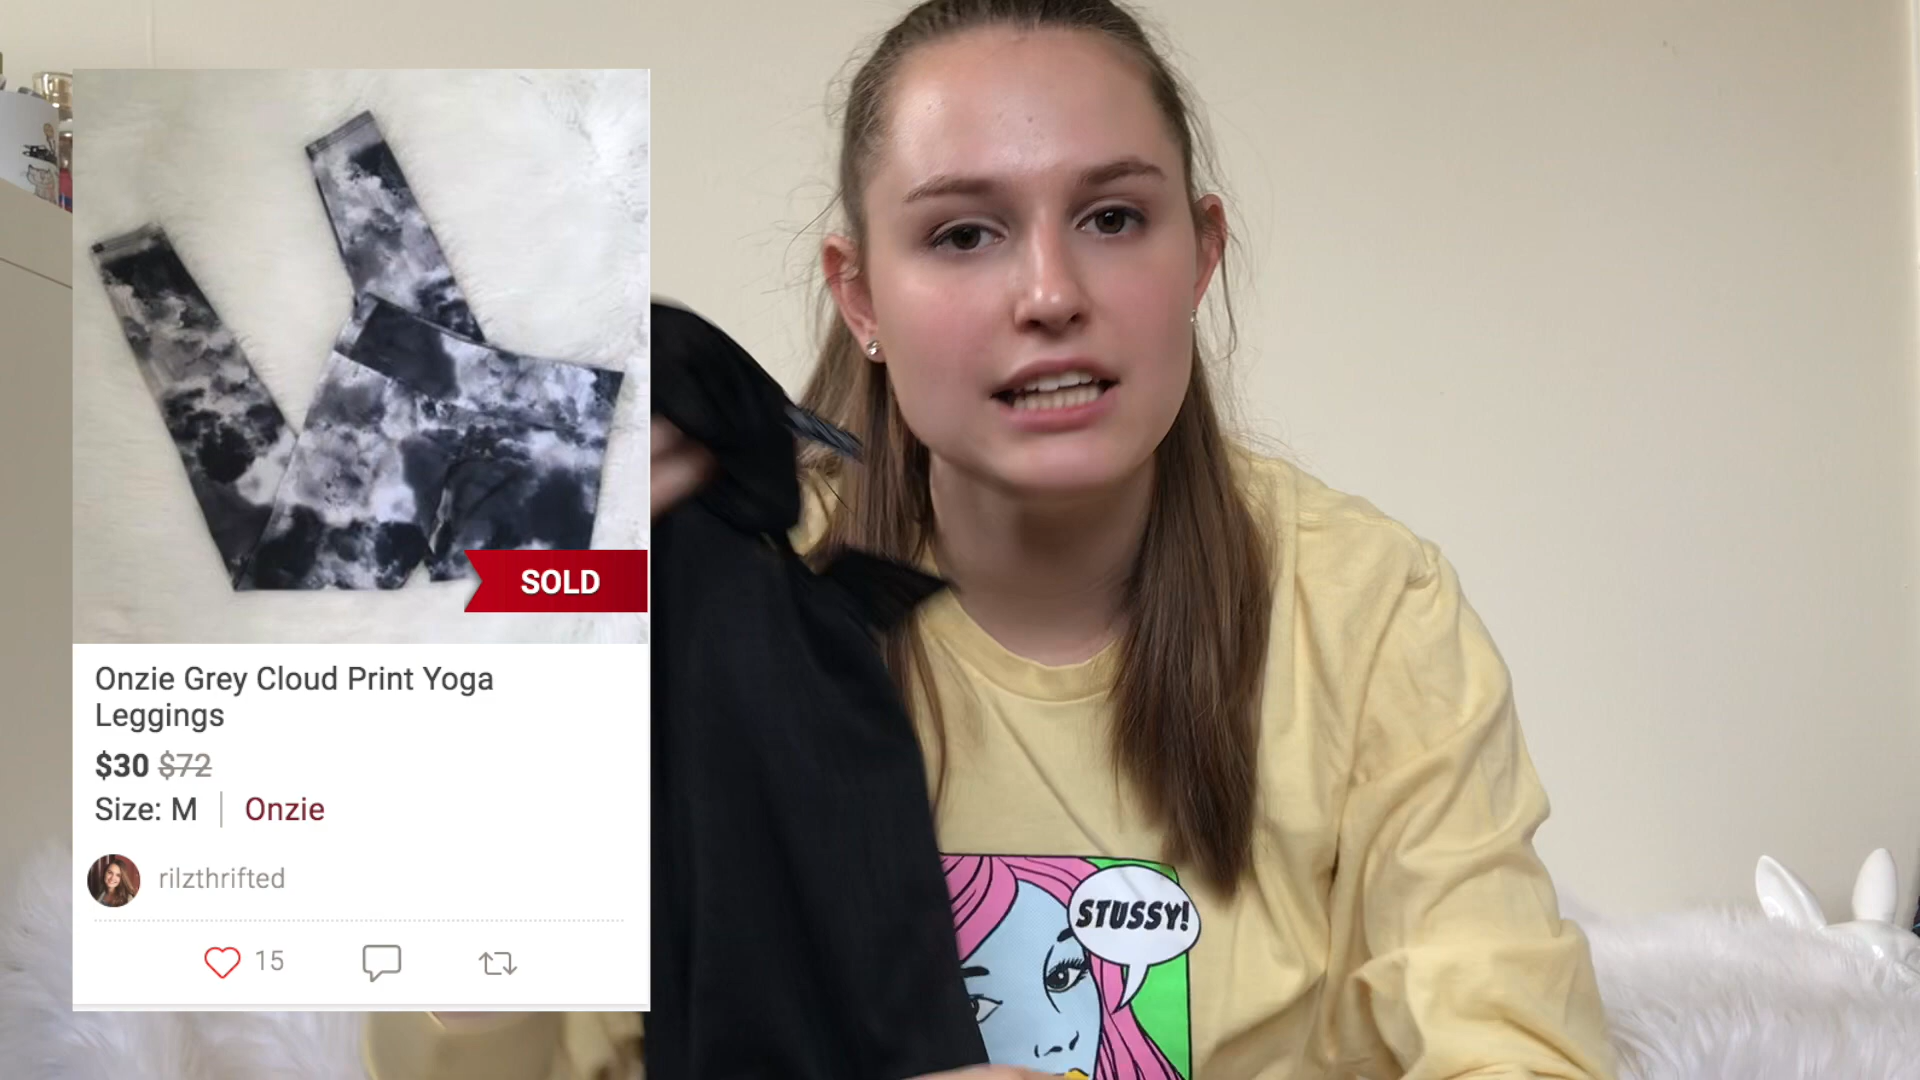 SOLD
Onzie Grey Cloud Print Yoga
Leggings
$30 $72
Size: M | Onzie
rilzthrifted
15
STUSSY!